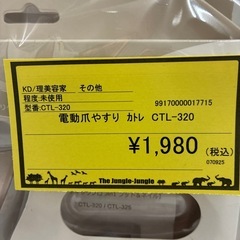 KD/理美容家　その他
程度:未使用
型番:CTL-320
99170000017715
電動爪やすり カトレ CTL-320
¥1,980 (税込)
070925
The Jungle-Jungle
CTL-320 / CTL-325